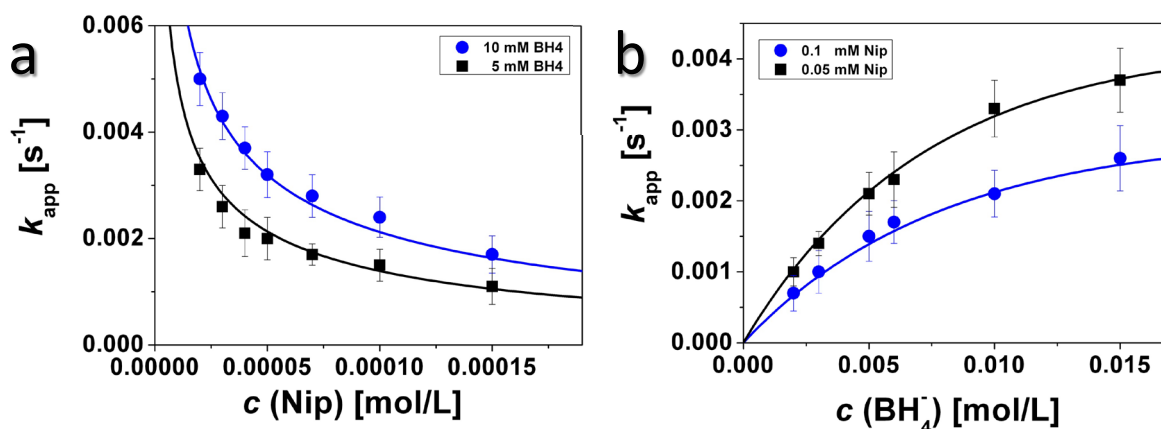 a
10 mM BH4
5 mM BH4
0.006
0.004
0.002
0.000
k_app [s⁻¹]
0.00000 0.00005 0.00010 0.00015
c (Nip) [mol/L]
b
0.1 mM Nip
0.05 mM Nip
0.004
0.003
0.002
0.001
0.000
k_app [s⁻¹]
0.000 0.005 0.010 0.015
c (BH₄⁻) [mol/L]